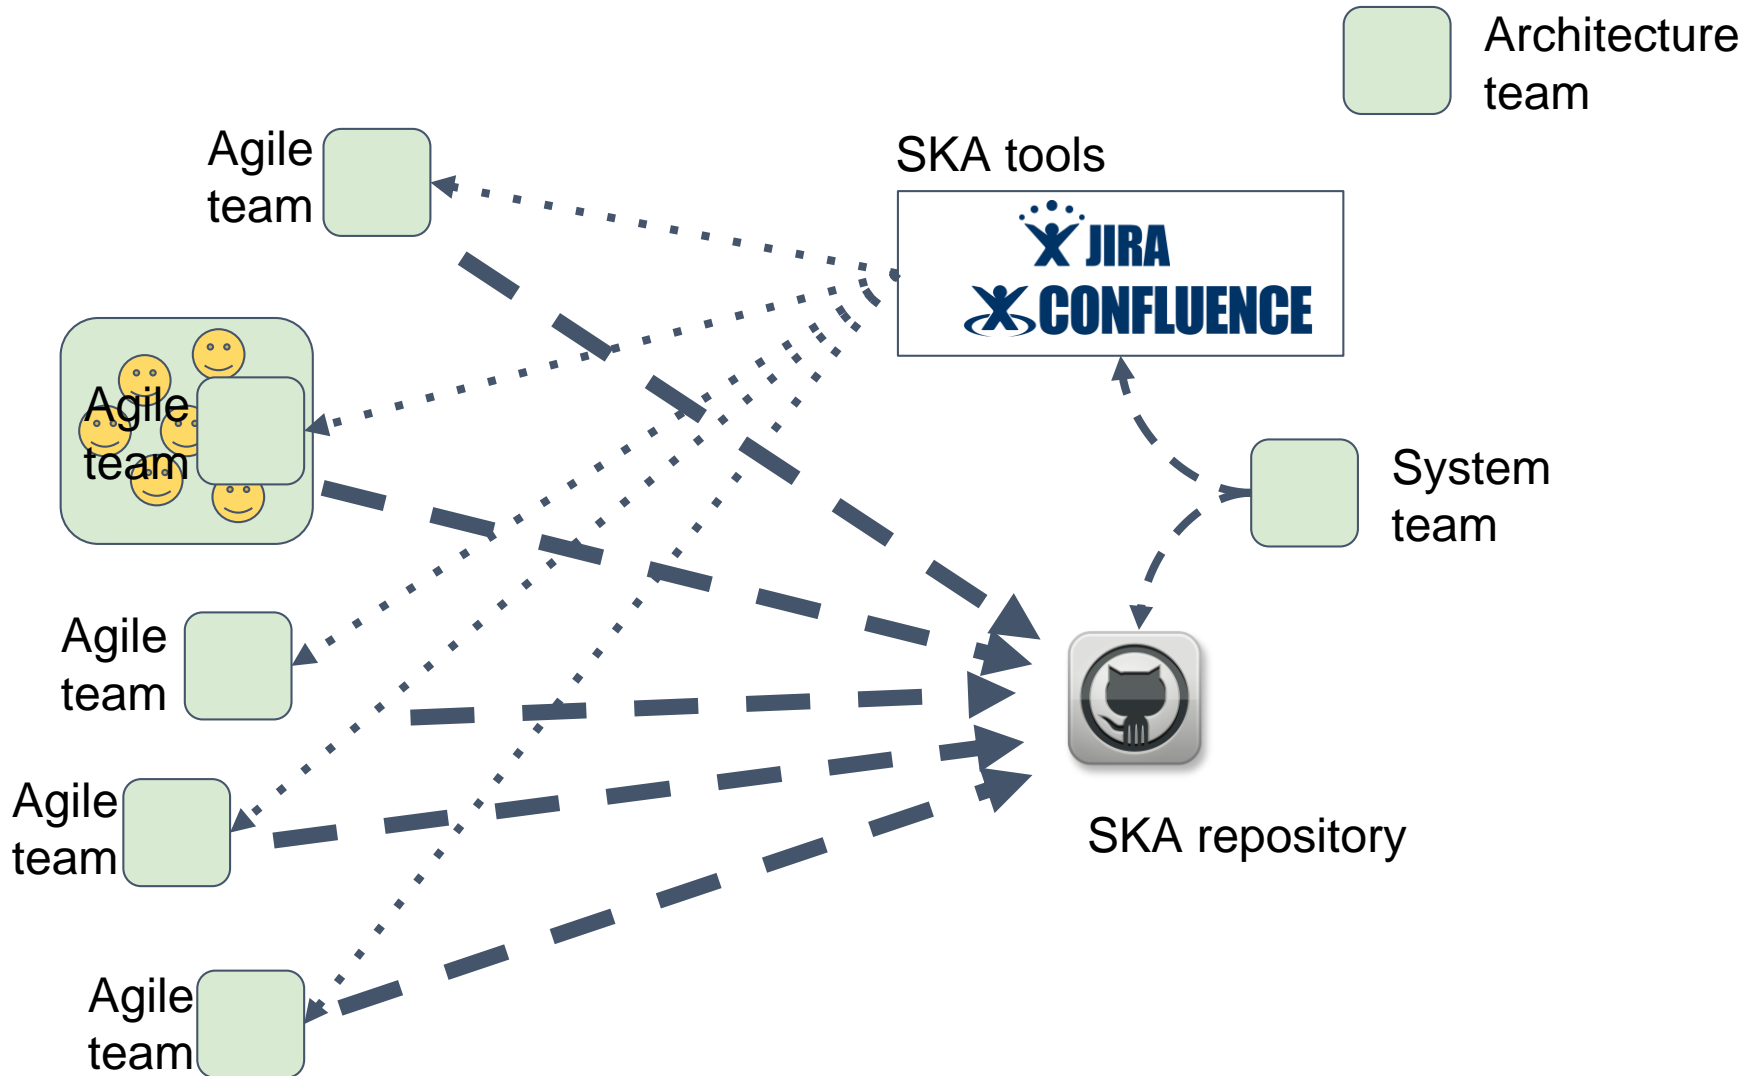 Architecture
team
Agile
team
SKA tools
JIRA
CONFLUENCE
Agile
team
System
team
Agile
team
Agile
team
SKA repository
Agile
team